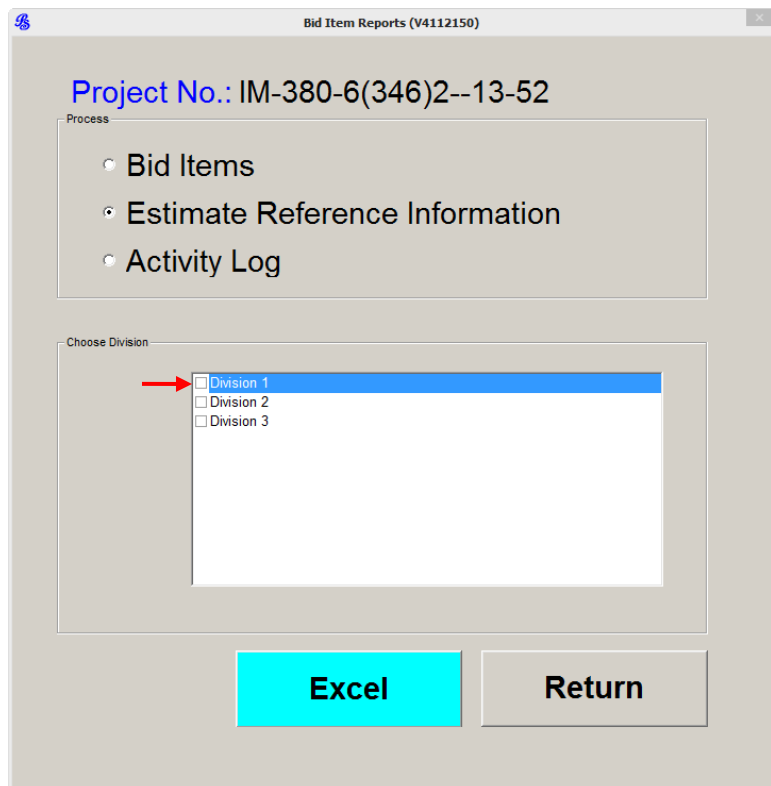 Bid Item Reports (V4112150)
Project No.: IM-380-6(346)2--13-52
Process
Bid Items
Estimate Reference Information
Activity Log
Choose Division
Division 1
Division 2
Division 3
Excel
Return